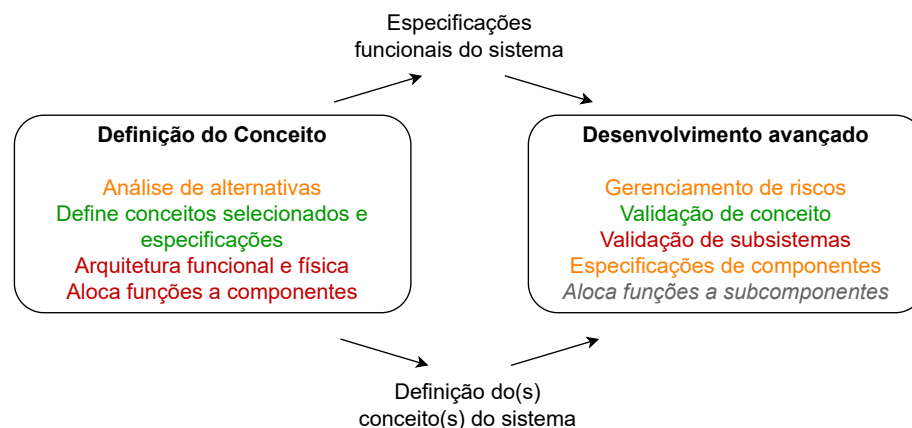 Especificações
funcionais do sistema
Definição do Conceito
Análise de alternativas
Define conceitos selecionados e
especificações
Arquitetura funcional e física
Aloca funções a componentes
Desenvolvimento avançado
Gerenciamento de riscos
Validação de conceito
Validação de subsistemas
Especificações de componentes
Aloca funções a subcomponentes
Definição do(s)
conceito(s) do sistema